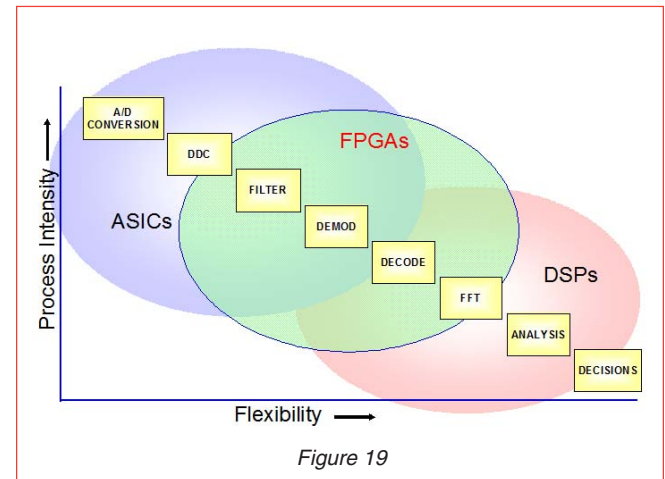 A/D
CONVERSION
DDC
FPGAs
FILTER
ASICs
DEMOD
DECODE
DSPs
FFT
ANALYSIS
DECISIONS
Process Intensity
Flexibility
Figure 19